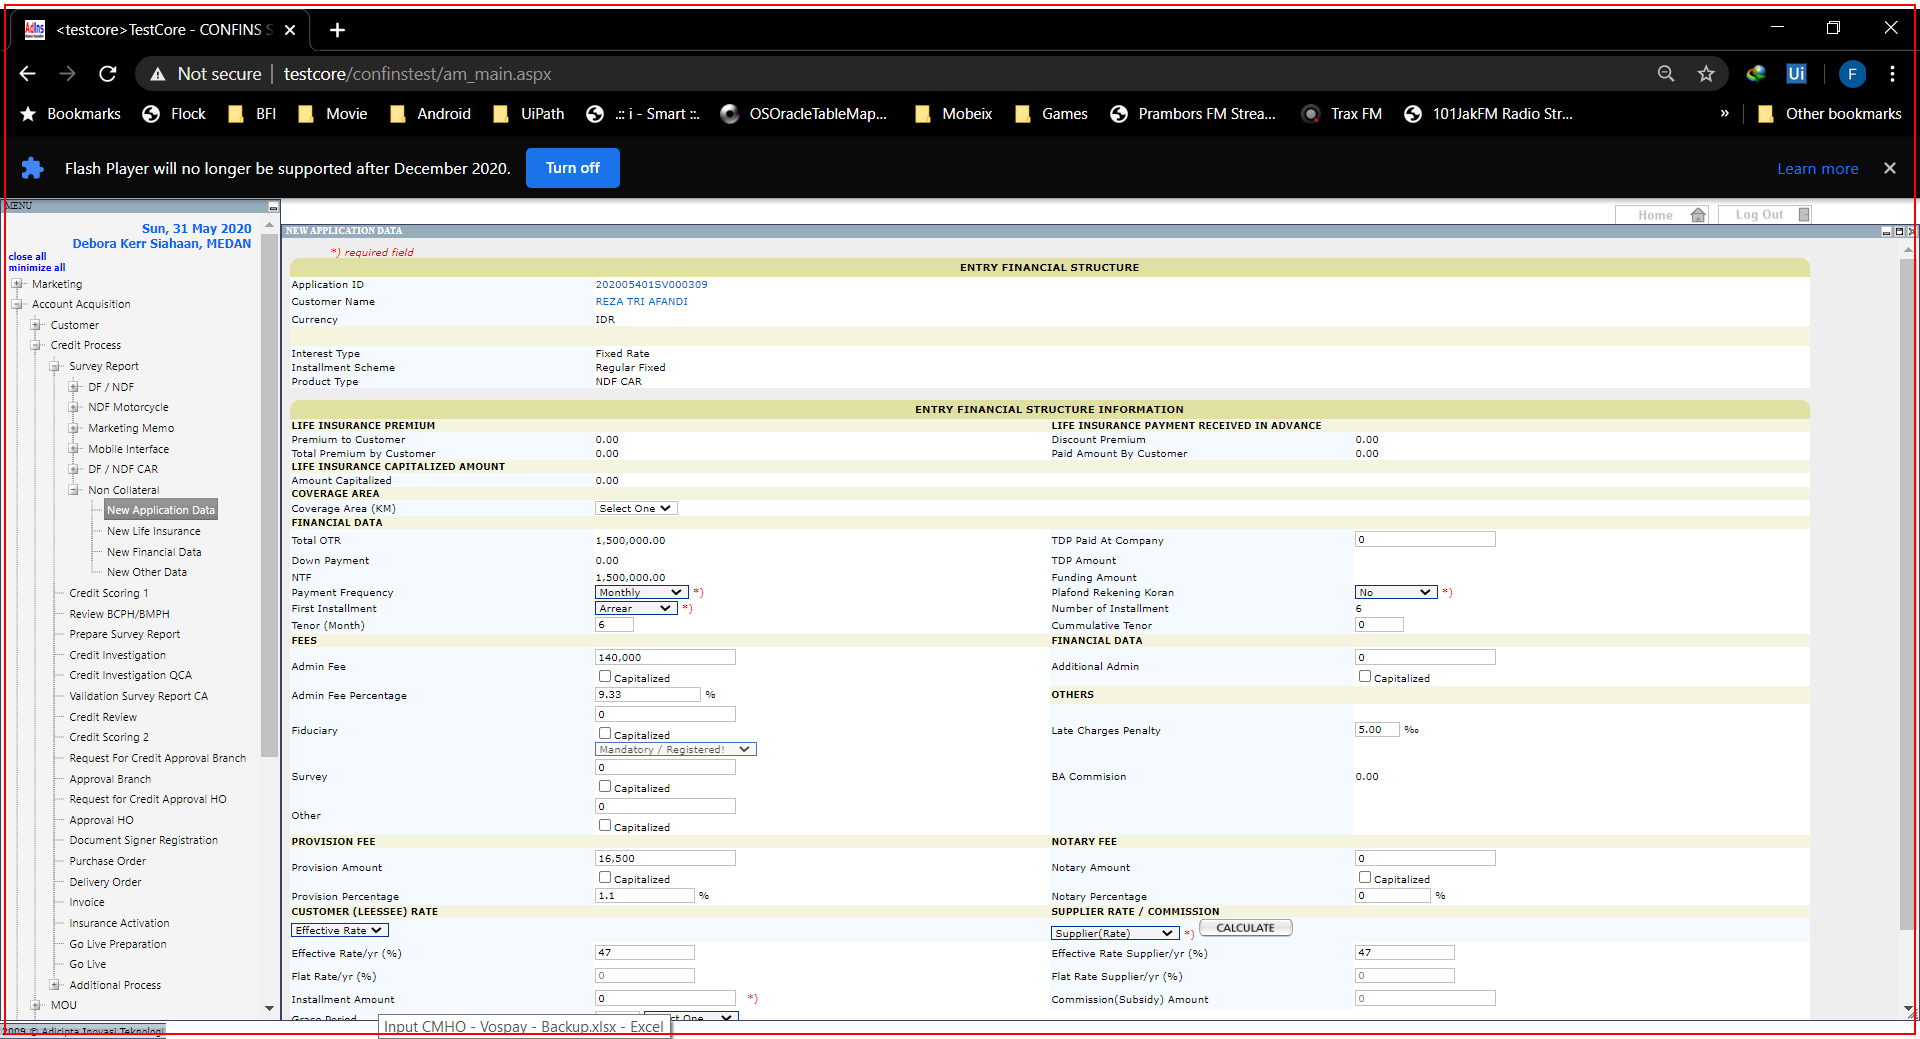 <testcore>TestCore - CONFINS S
Not secure | testcore/confinstest/am_main.aspx
Ui
F
Bookmarks Flock BFI Movie Android UiPath .:: i - Smart ::. OSOracleTableMap... Mobeix Games Prambors FM Strea... Trax FM 101JakFM Radio Str... » Other bookmarks
Flash Player will no longer be supported after December 2020. Turn off Learn more
MENU
Home Log Out
Sun, 31 May 2020
Debora Kerr Siahaan, MEDAN
close all
minimize all
Marketing
Account Acquisition
Customer
Credit Process
Survey Report
DF / NDF
NDF Motorcycle
Marketing Memo
Mobile Interface
DF / NDF CAR
Non Collateral
New Application Data
New Life Insurance
New Financial Data
New Other Data
Credit Scoring 1
Review BCPH/BMPH
Prepare Survey Report
Credit Investigation
Credit Investigation QCA
Validation Survey Report CA
Credit Review
Credit Scoring 2
Request For Credit Approval Branch
Approval Branch
Request for Credit Approval HO
Approval HO
Document Signer Registration
Purchase Order
Delivery Order
Invoice
Insurance Activation
Go Live Preparation
Go Live
Additional Process
MOU
2009 © Adicipta Inovasi Teknologi
NEW APPLICATION DATA
*) required field
ENTRY FINANCIAL STRUCTURE
Application ID 202005401SV000309
Customer Name REZA TRI AFANDI
Currency IDR
Interest Type Fixed Rate
Installment Scheme Regular Fixed
Product Type NDF CAR
ENTRY FINANCIAL STRUCTURE INFORMATION
LIFE INSURANCE PREMIUM LIFE INSURANCE PAYMENT RECEIVED IN ADVANCE
Premium to Customer 0.00 Discount Premium 0.00
Total Premium by Customer 0.00 Paid Amount By Customer 0.00
LIFE INSURANCE CAPITALIZED AMOUNT
Amount Capitalized 0.00
COVERAGE AREA
Coverage Area (KM) Select One
FINANCIAL DATA
Total OTR 1,500,000.00 TDP Paid At Company 0
Down Payment 0.00 TDP Amount
NTF 1,500,000.00 Funding Amount
Payment Frequency Monthly *) Plafond Rekening Koran No *)
First Installment Arrear *) Number of Installment 6
Tenor (Month) 6 Cummulative Tenor 0
FEES FINANCIAL DATA
Admin Fee 140,000 Additional Admin 0
Capitalized Capitalized
Admin Fee Percentage 9.33 % OTHERS
0
Fiduciary Capitalized Late Charges Penalty 5.00 ‰
Mandatory / Registered!
0
Survey Capitalized BA Commision 0.00
0
Other Capitalized
PROVISION FEE NOTARY FEE
Provision Amount 16,500 Notary Amount 0
Capitalized Capitalized
Provision Percentage 1.1 % Notary Percentage 0 %
CUSTOMER (LEESSEE) RATE SUPPLIER RATE / COMMISSION
Effective Rate Supplier(Rate) *) CALCULATE
Effective Rate/yr (%) 47 Effective Rate Supplier/yr (%) 47
Flat Rate/yr (%) 0 Flat Rate Supplier/yr (%) 0
Installment Amount 0 *) Commission(Subsidy) Amount 0
Grace Period ct One
Input CMHO - Vospay - Backup.xlsx - Excel